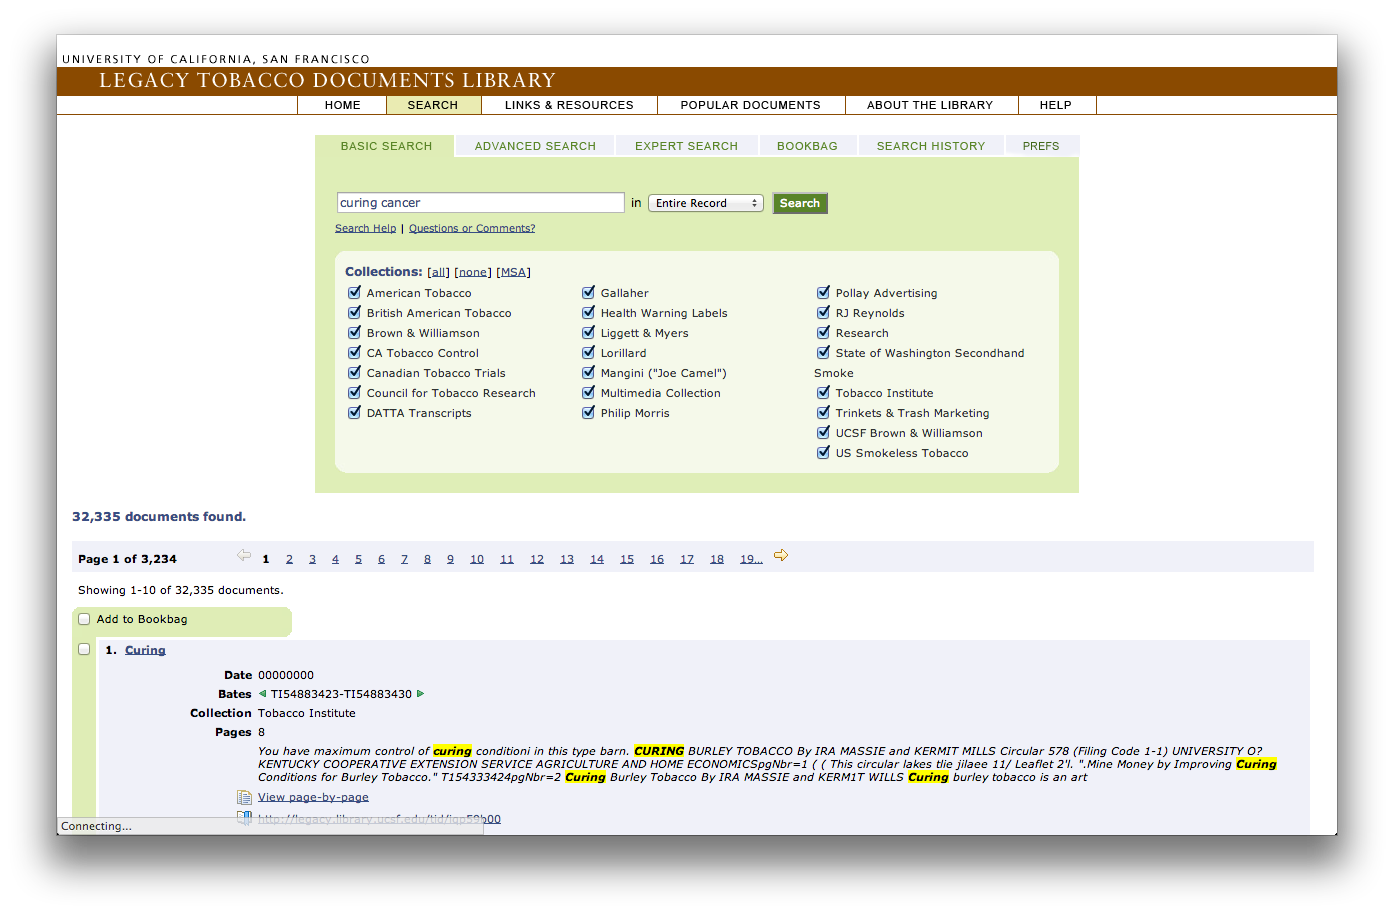 UNIVERSITY OF CALIFORNIA, SAN FRANCISCO
LEGACY TOBACCO DOCUMENTS LIBRARY
HOME SEARCH LINKS & RESOURCES POPULAR DOCUMENTS ABOUT THE LIBRARY HELP
BASIC SEARCH ADVANCED SEARCH EXPERT SEARCH BOOKBAG SEARCH HISTORY PREFS
curing cancer in Entire Record Search
Search Help | Questions or Comments?
Collections: [all] [none] [MSA]
American Tobacco Gallaher Pollay Advertising
British American Tobacco Health Warning Labels RJ Reynolds
Brown & Williamson Liggett & Myers Research
CA Tobacco Control Lorillard State of Washington Secondhand
Canadian Tobacco Trials Mangini ("Joe Camel") Smoke
Council for Tobacco Research Multimedia Collection Tobacco Institute
DATTA Transcripts Philip Morris Trinkets & Trash Marketing
UCSF Brown & Williamson
US Smokeless Tobacco
32,335 documents found.
Page 1 of 3,234 1 2 3 4 5 6 7 8 9 10 11 12 13 14 15 16 17 18 19...
Showing 1-10 of 32,335 documents.
Add to Bookbag
1. Curing
Date 00000000
Bates TI54883423-TI54883430
Collection Tobacco Institute
Pages 8
You have maximum control of curing conditioni in this type barn. CURING BURLEY TOBACCO By IRA MASSIE and KERMIT MILLS Circular 578 (Filing Code 1-1) UNIVERSITY O?
KENTUCKY COOPERATIVE EXTENSION SERVICE AGRICULTURE AND HOME ECONOMICSpgNbr=1 ( ( This circular lakes tlie jilaee 11/ Leaflet 2'l. ".Mine Money by Improving Curing
Conditions for Burley Tobacco." T154333424pgNbr=2 Curing Burley Tobacco By IRA MASSIE and KERM1T WILLS Curing burley tobacco is an art
View page-by-page
Connecting...